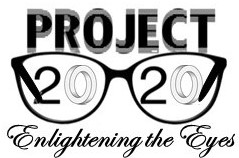 PROJECT
2020
Enlightening the Eyes